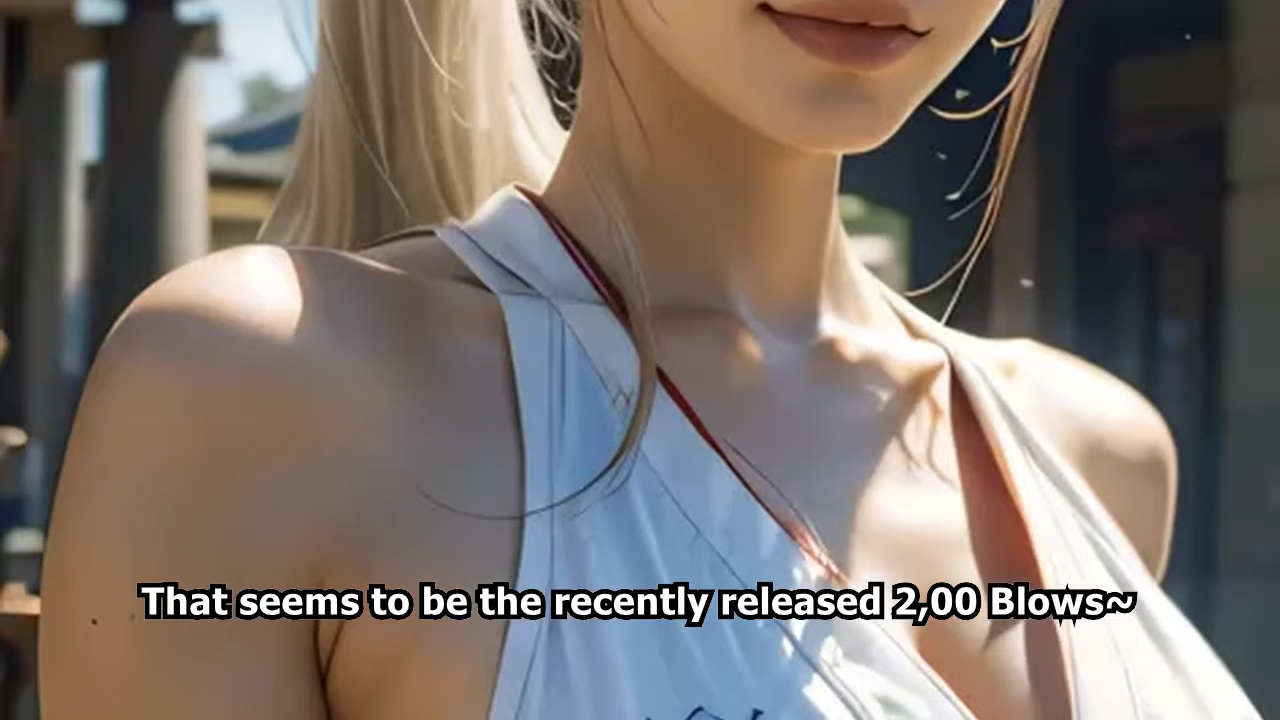 That seems to be the recently released 2,00 Blows~